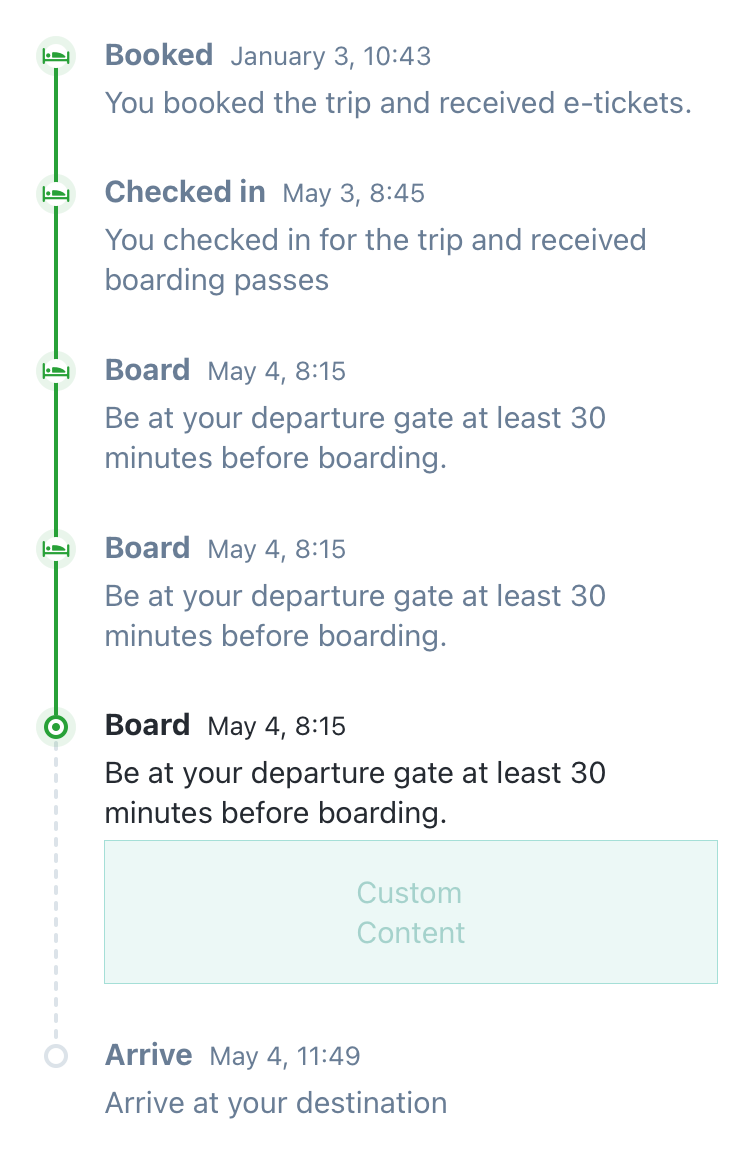 Booked January 3, 10:43
You booked the trip and received e-tickets.
Checked in May 3, 8:45
You checked in for the trip and received
boarding passes
Board May 4, 8:15
Be at your departure gate at least 30
minutes before boarding.
Board May 4, 8:15
Be at your departure gate at least 30
minutes before boarding.
Board May 4, 8:15
Be at your departure gate at least 30
minutes before boarding.
Custom
Content
Arrive May 4, 11:49
Arrive at your destination